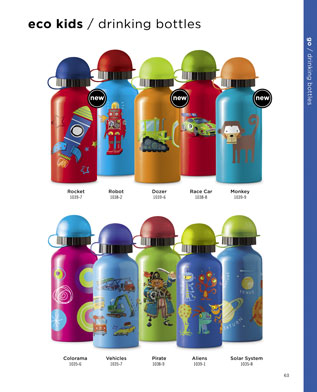 eco kids / drinking bottles
go / drinking bottles
new
new
new
Rocket
1039-7
Robot
1038-2
Dozer
1039-6
Race Car
1038-8
Monkey
1039-5
Colorama
1035-6
Vehicles
1035-7
Pirate
1038-9
Aliens
1035-1
Solar System
1035-8
63